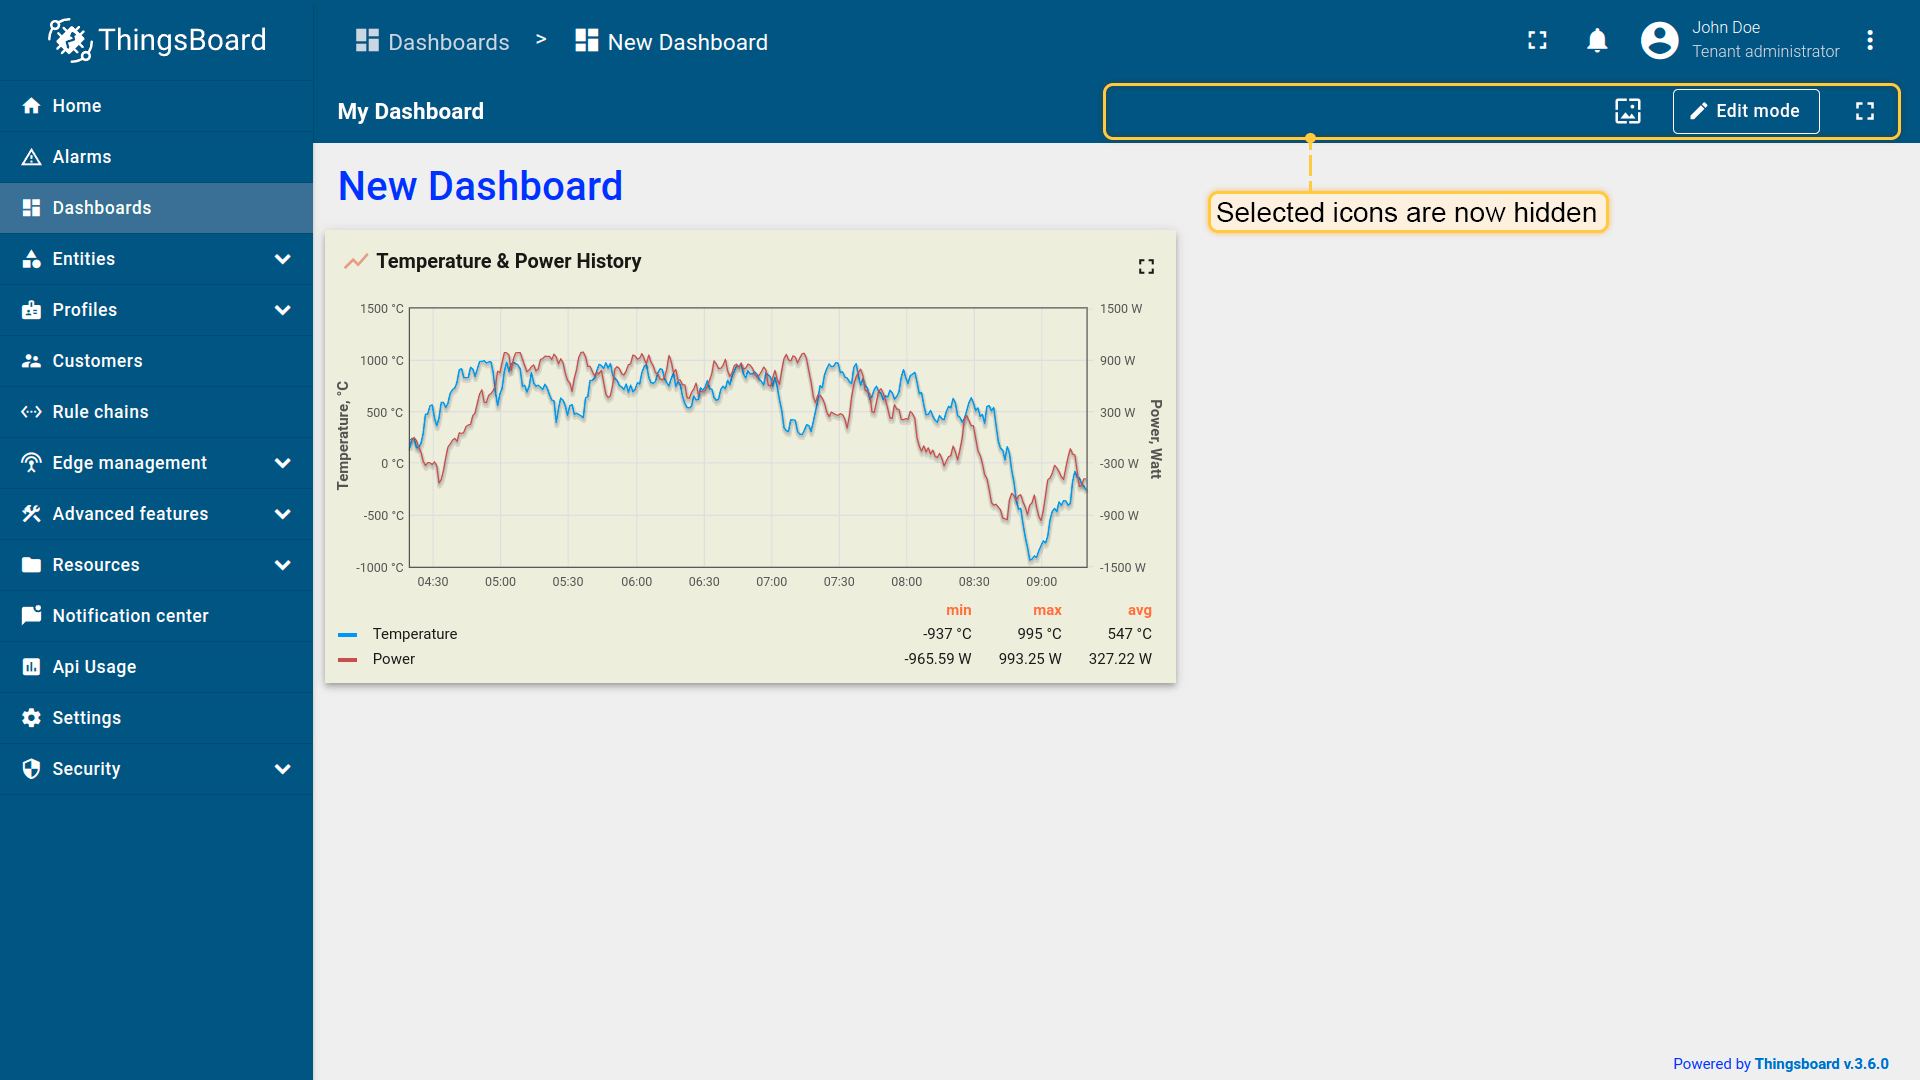 ThingsBoard
Dashboards > New Dashboard
John Doe
Tenant administrator
My Dashboard
Edit mode
Selected icons are now hidden
Home
Alarms
Dashboards
Entities
Profiles
Customers
Rule chains
Edge management
Advanced features
Resources
Notification center
Api Usage
Settings
Security
New Dashboard
Temperature & Power History
Temperature, °C
1500 °C
1000 °C
500 °C
0 °C
-500 °C
-1000 °C
1500 W
900 W
300 W
-300 W
-900 W
-1500 W
Power, Watt
04:30 05:00 05:30 06:00 06:30 07:00 07:30 08:00 08:30 09:00
min max avg
Temperature -937 °C 995 °C 547 °C
Power -965.59 W 993.25 W 327.22 W
Powered by Thingsboard v.3.6.0